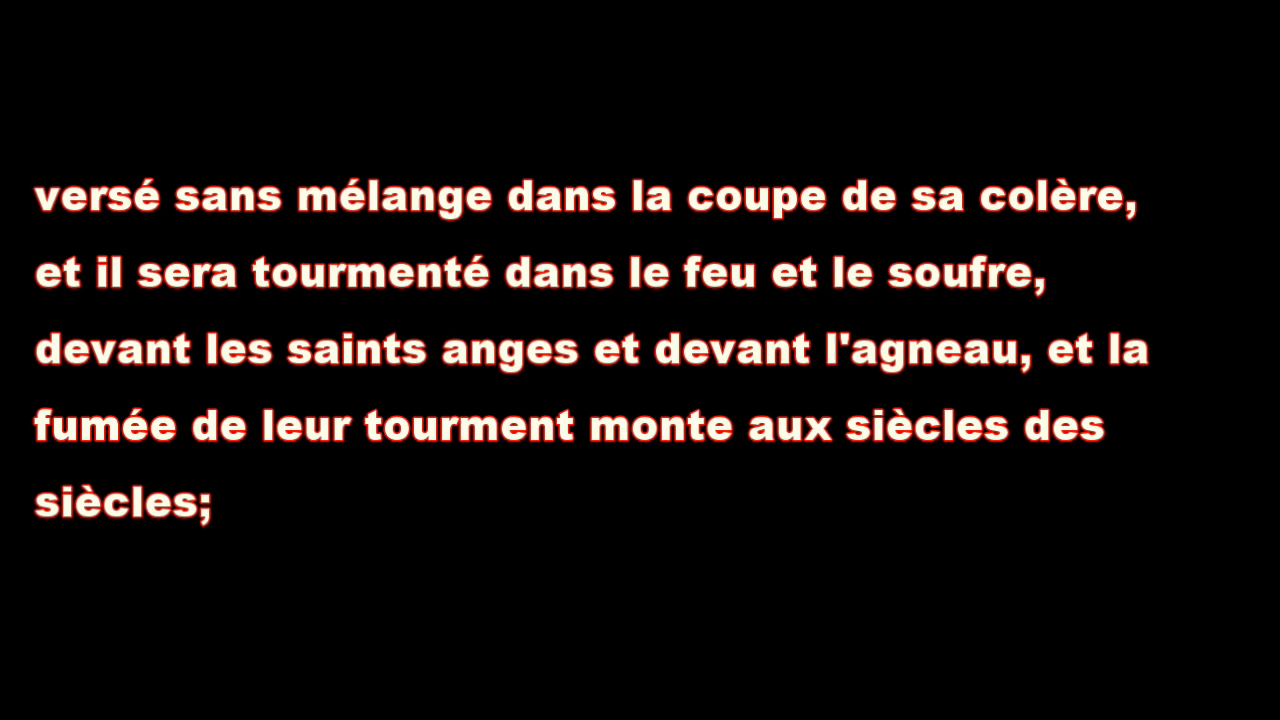 versé sans mélange dans la coupe de sa colère,
et il sera tourmenté dans le feu et le soufre,
devant les saints anges et devant l'agneau, et la
fumée de leur tourment monte aux siècles des
siècles;